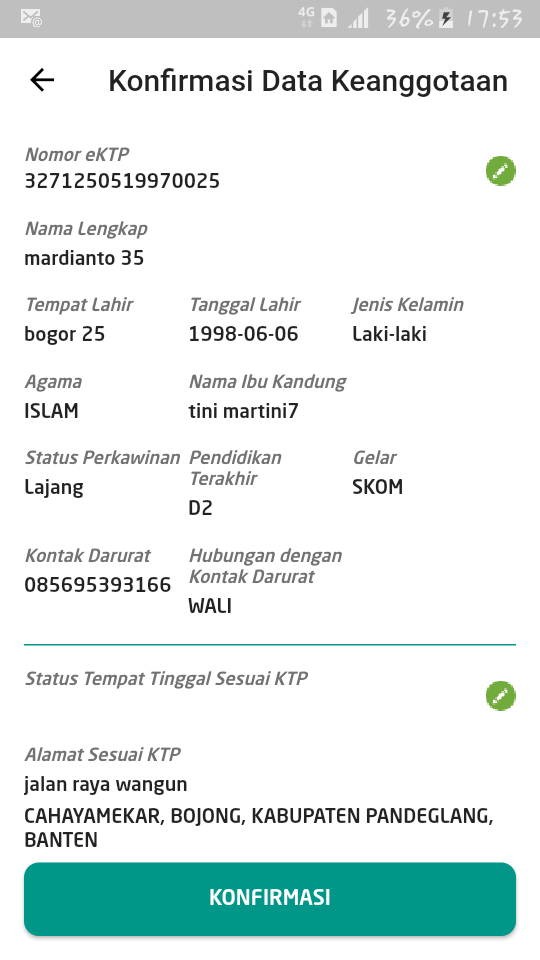 4G 36% 17:53
Konfirmasi Data Keanggotaan
Nomor eKTP
3271250519970025
Nama Lengkap
mardianto 35
Tempat Lahir Tanggal Lahir Jenis Kelamin
bogor 25 1998-06-06 Laki-laki
Agama Nama Ibu Kandung
ISLAM tini martini7
Status Perkawinan Pendidikan Terakhir Gelar
Lajang D2 SKOM
Kontak Darurat Hubungan dengan Kontak Darurat
085695393166 WALI
Status Tempat Tinggal Sesuai KTP
Alamat Sesuai KTP
jalan raya wangun
CAHAYAMEKAR, BOJONG, KABUPATEN PANDEGLANG,
BANTEN
KONFIRMASI